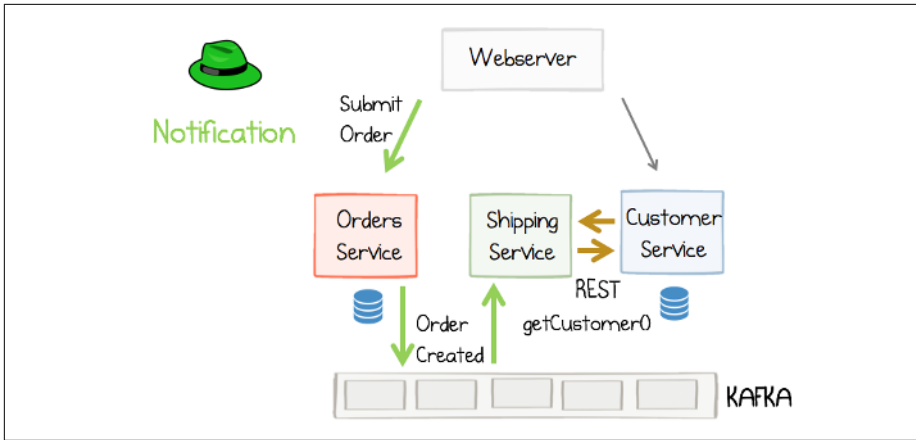 Webserver
Submit
Order
Notification
Orders
Service
Shipping
Service
Customer
Service
REST
getCustomer()
Order
Created
KAFKA